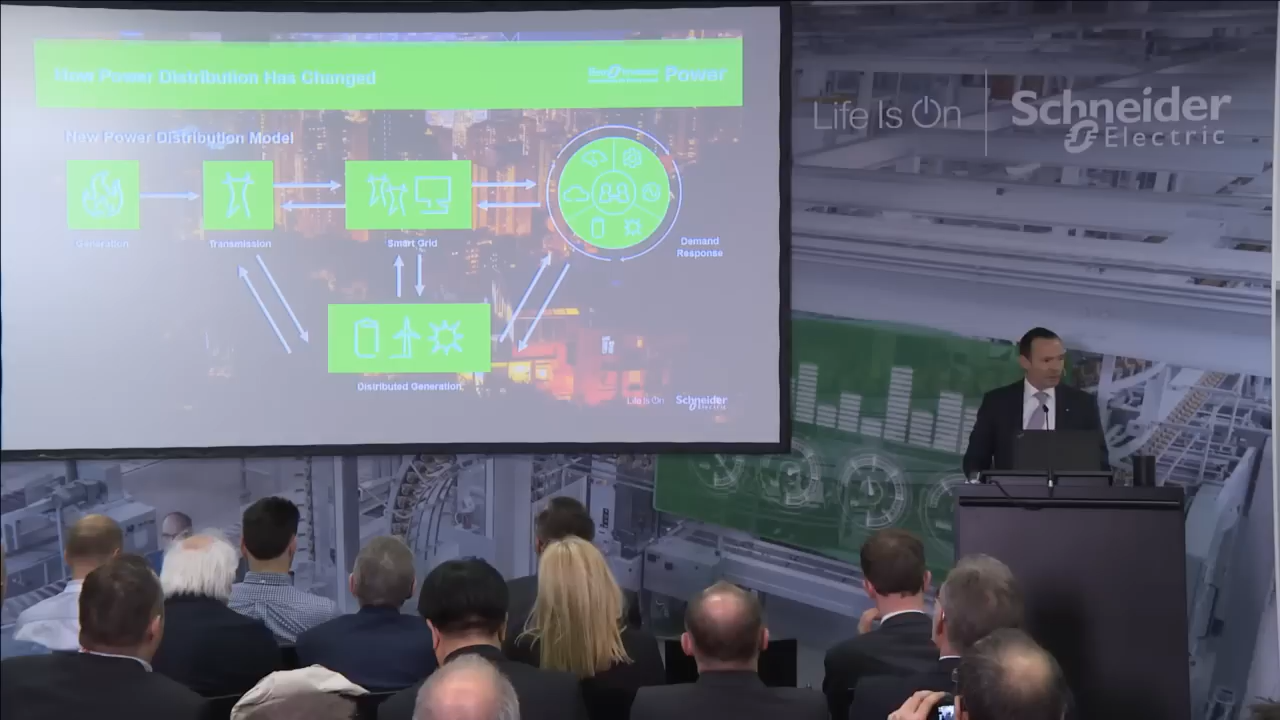 How Power Distribution Has Changed
Power
New Power Distribution Model
Generation
Transmission
Smart Grid
Demand
Response
Distributed Generation
Life Is On
Schneider
Electric
Life Is On
Schneider
Electric